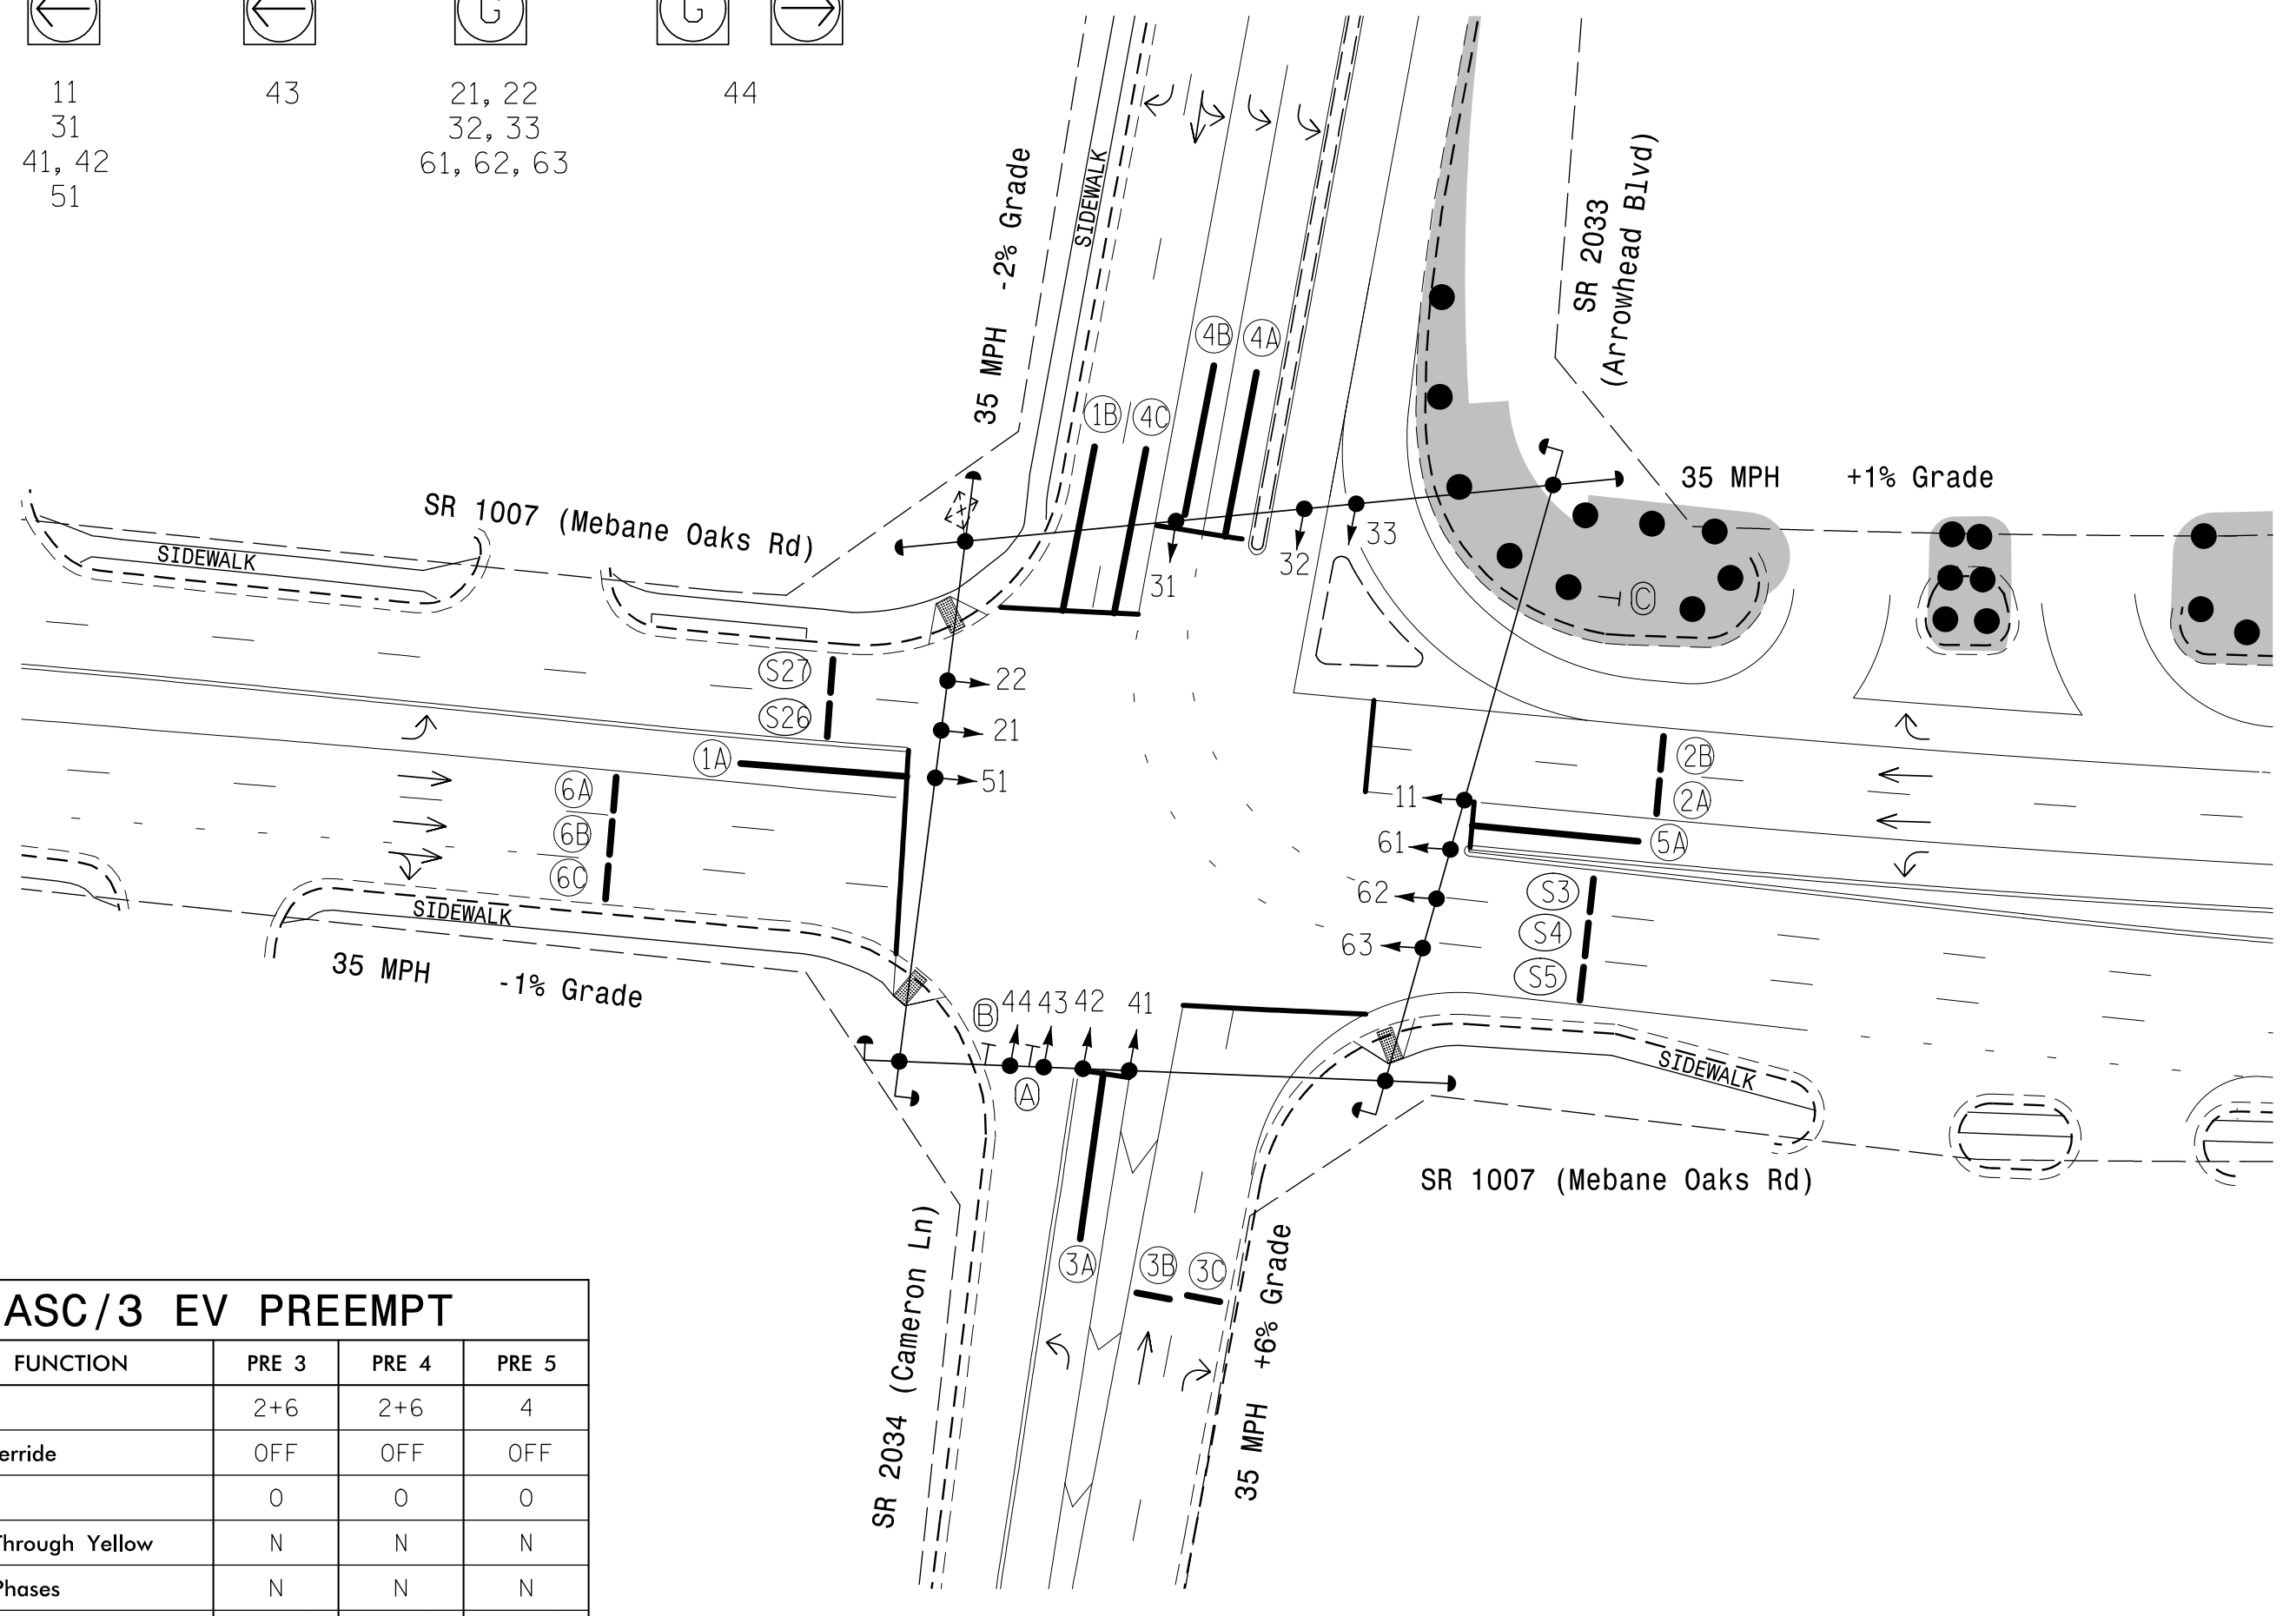 G G
11 43 21, 22 44
31 32, 33
41, 42 61, 62, 63
51
35 MPH -2% Grade
SIDEWALK
SR 2033
(Arrowhead Blvd)
4B 4A
1B 4C
35 MPH +1% Grade
SR 1007 (Mebane Oaks Rd)
SIDEWALK
31 32 33
C
S27
22
S26
21
1A
51
6A
6B
6C
2B
2A
11
5A
61
62
63
S3
S4
S5
SIDEWALK
35 MPH -1% Grade
B 44 43 42 41
A
SIDEWALK
SR 1007 (Mebane Oaks Rd)
3A 3B 3C
SR 2034 (Cameron Ln)
35 MPH +6% Grade
ASC/3 EV PREEMPT
FUNCTION PRE 3 PRE 4 PRE 5
2+6 2+6 4
erride OFF OFF OFF
0 0 0
Through Yellow N N N
Phases N N N